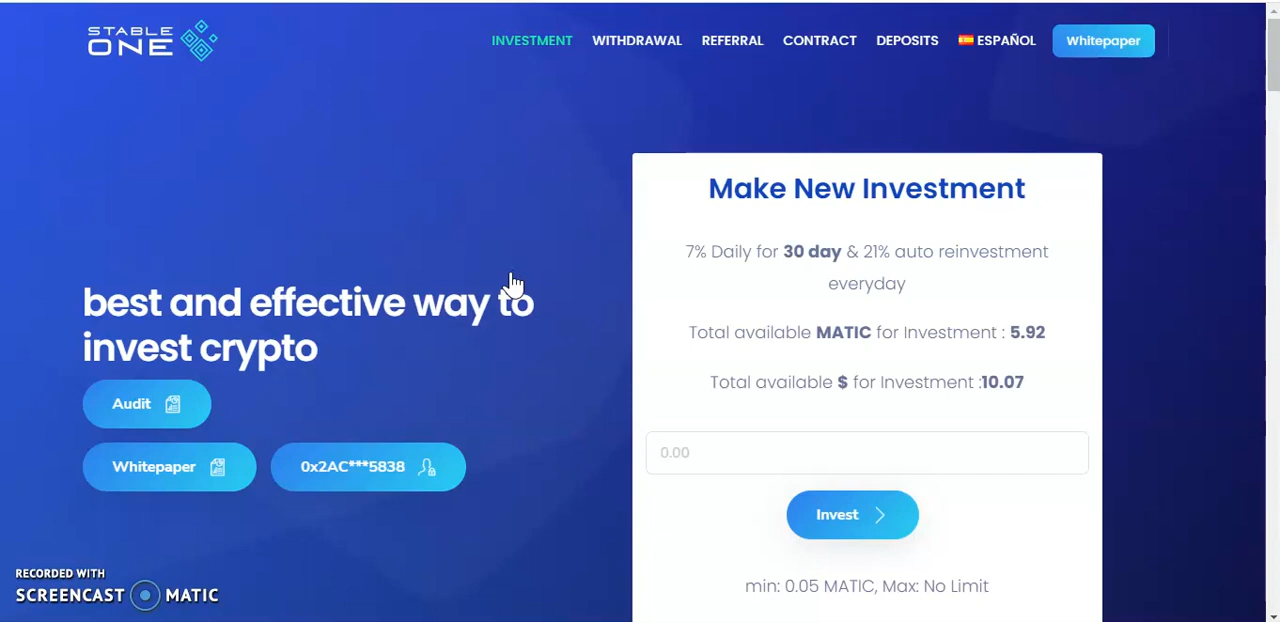 STABLE
ONE
INVESTMENT WITHDRAWAL REFERRAL CONTRACT DEPOSITS ESPAÑOL Whitepaper
Make New Investment
7% Daily for 30 day & 21% auto reinvestment
everyday
Total available MATIC for Investment : 5.92
Total available $ for Investment :10.07
0.00
Invest
min: 0.05 MATIC, Max: No Limit
best and effective way to
invest crypto
Audit
Whitepaper 0x2AC***5838
RECORDED WITH
SCREENCAST MATIC